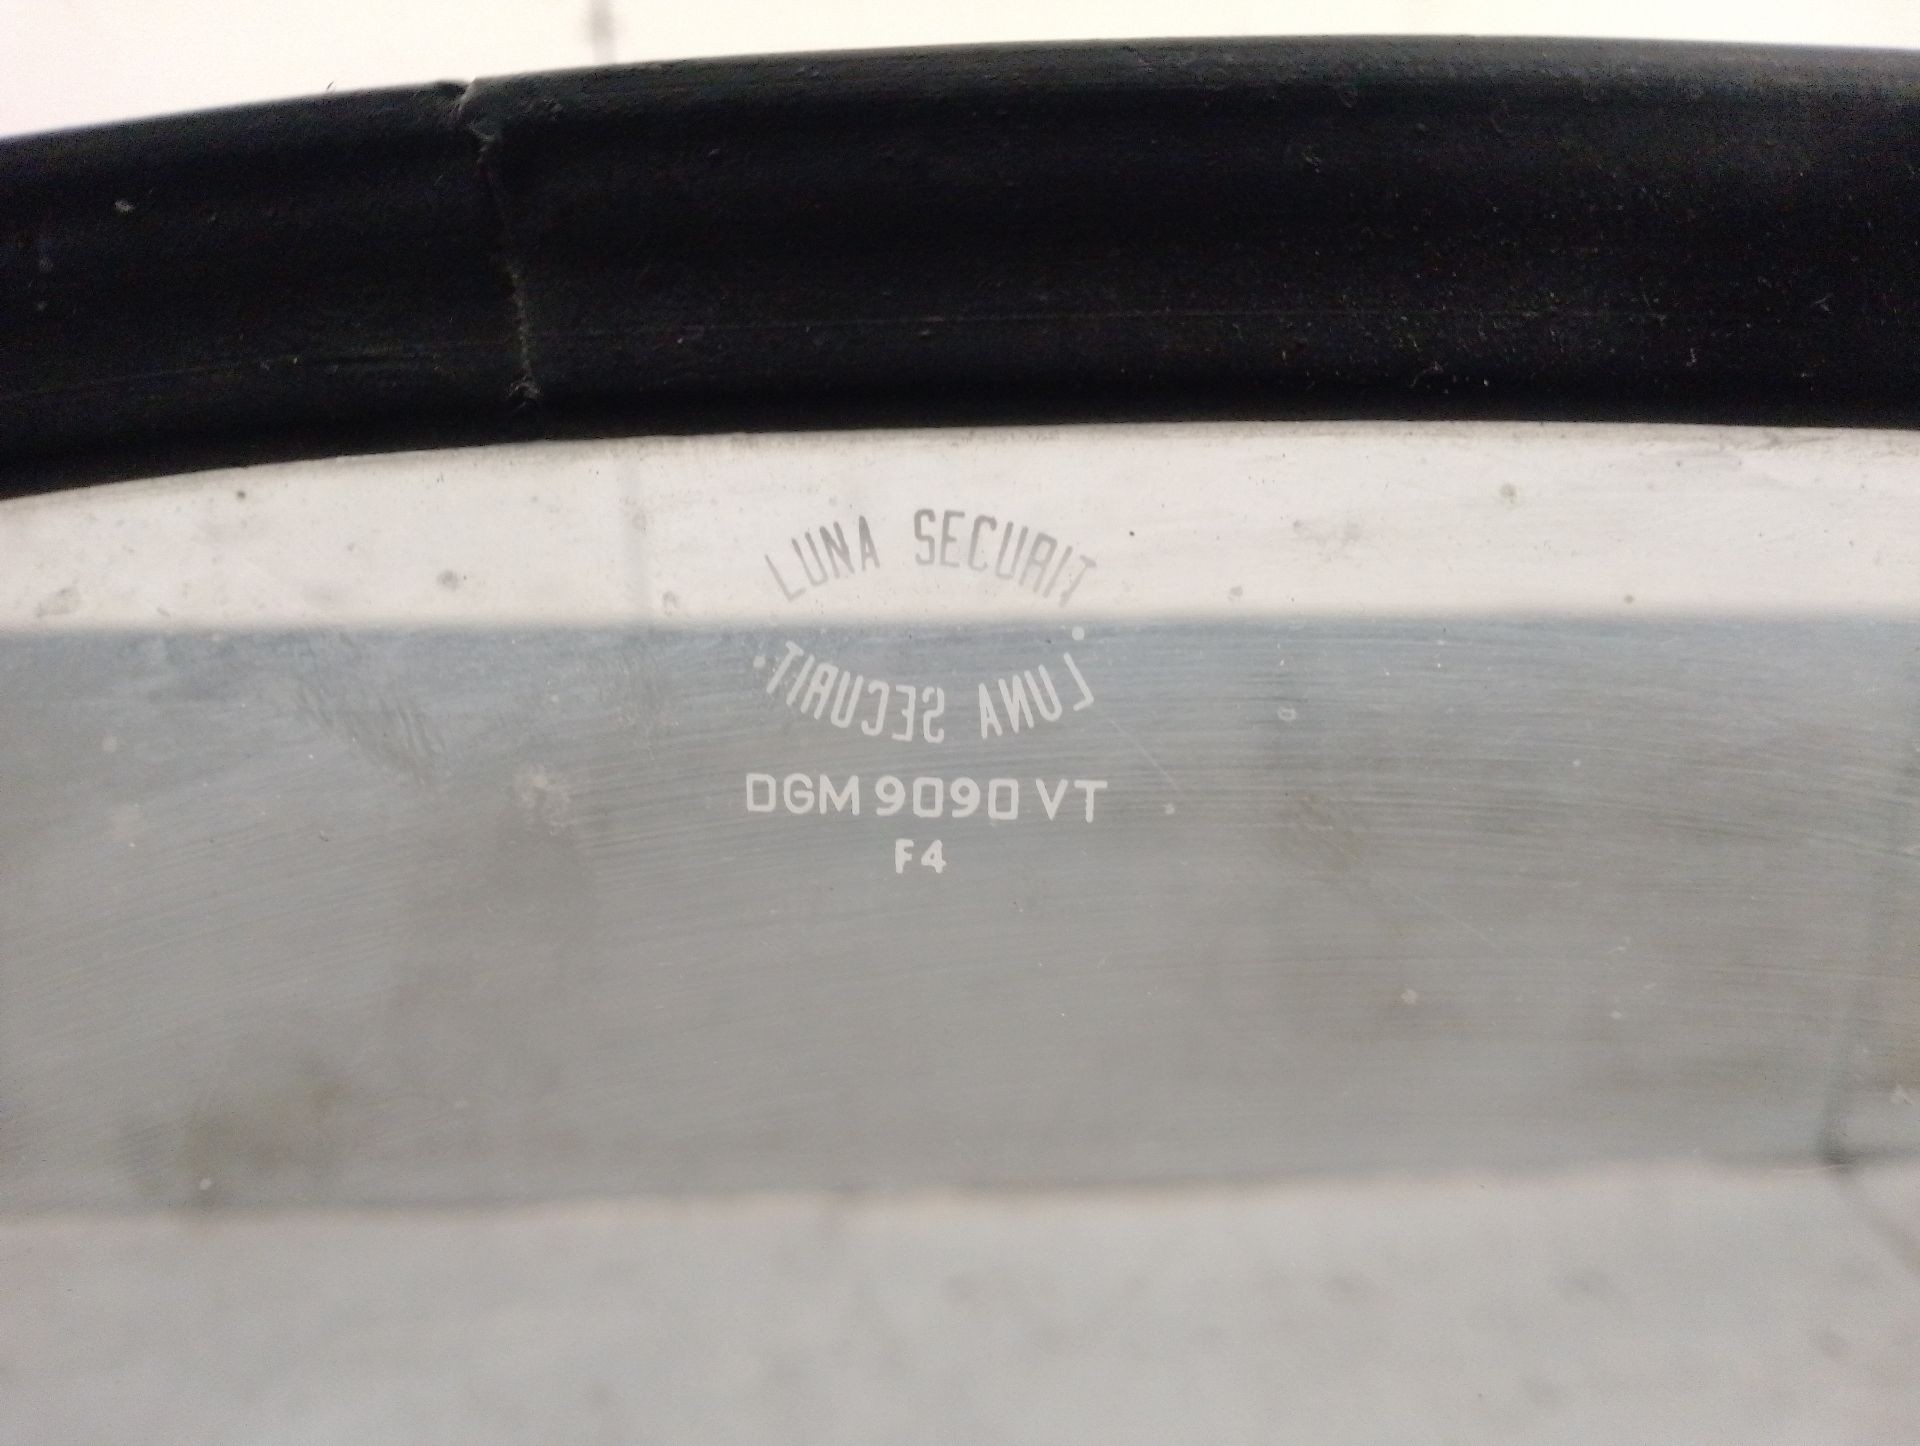 LUNA SECURIT
LUNA SECURIT
DGM 9090 VT
F4